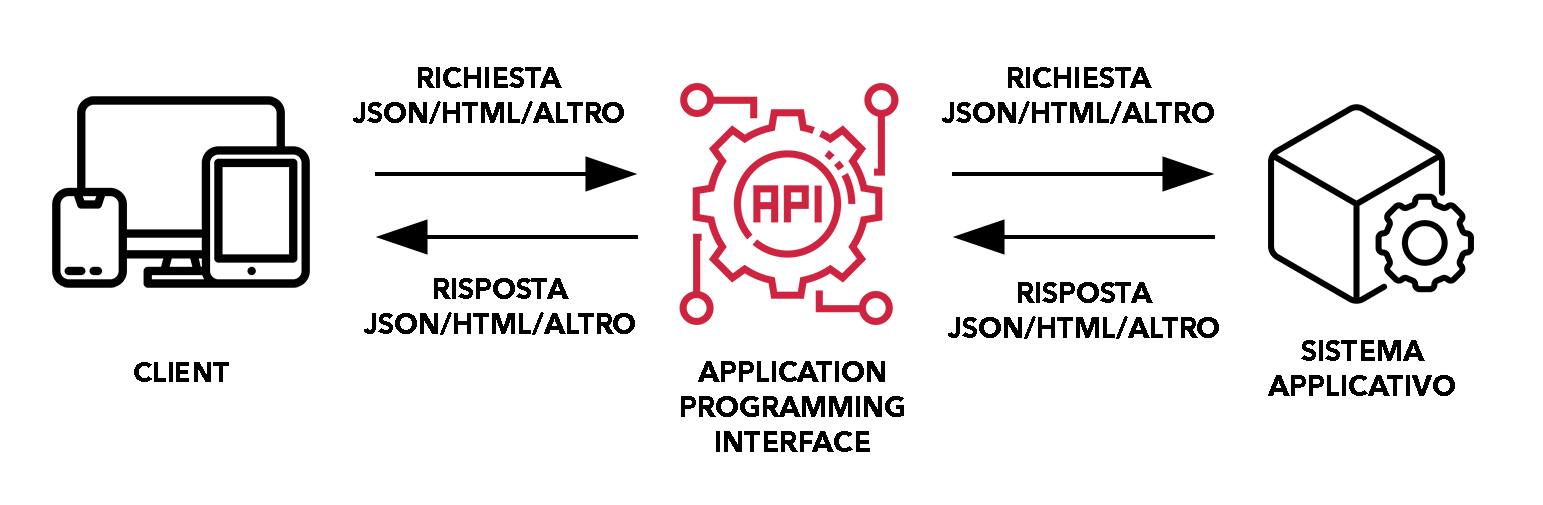 RICHIESTA
JSON/HTML/ALTRO
RICHIESTA
JSON/HTML/ALTRO
API
RISPOSTA
JSON/HTML/ALTRO
RISPOSTA
JSON/HTML/ALTRO
CLIENT
APPLICATION
PROGRAMMING
INTERFACE
SISTEMA
APPLICATIVO